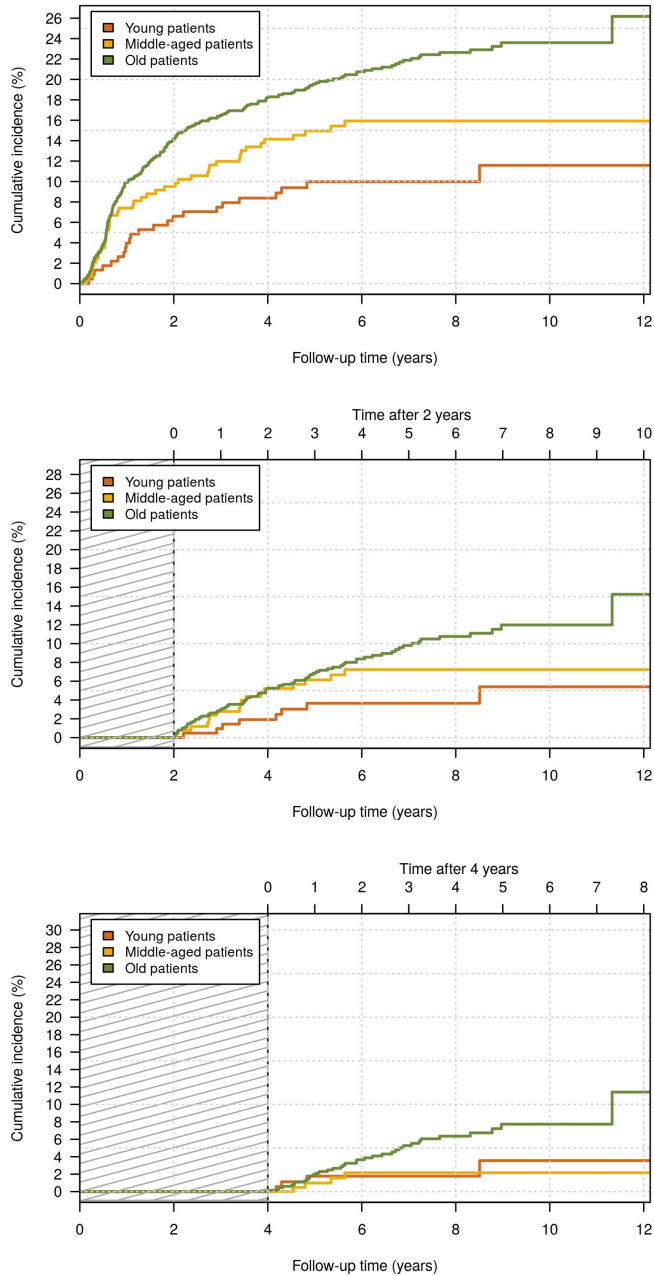 Cumulative incidence (%)
26
24
22
20
18
16
14
12
10
8
6
4
2
0
Young patients
Middle-aged patients
Old patients
0 2 4 6 8 10 12
Follow-up time (years)
Time after 2 years
0 1 2 3 4 5 6 7 8 9 10
Cumulative incidence (%)
28
26
24
22
20
18
16
14
12
10
8
6
4
2
0
Young patients
Middle-aged patients
Old patients
0 2 4 6 8 10 12
Follow-up time (years)
Time after 4 years
0 1 2 3 4 5 6 7 8
Cumulative incidence (%)
30
28
26
24
22
20
18
16
14
12
10
8
6
4
2
0
Young patients
Middle-aged patients
Old patients
0 2 4 6 8 10 12
Follow-up time (years)